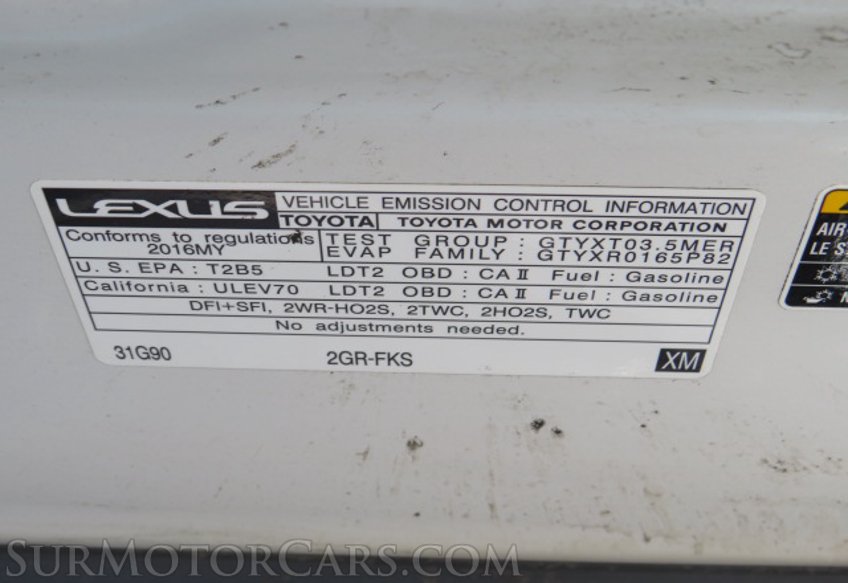 LEXUS VEHICLE EMISSION CONTROL INFORMATION
TOYOTA TOYOTA MOTOR CORPORATION
Conforms to regulations
2016MY
TEST GROUP : GTYXT03.5MER
EVAP FAMILY : GTYXR0165P82
U. S. EPA : T2B5 LDT2 OBD : CA II Fuel : Gasoline
California : ULEV70 LDT2 OBD : CA II Fuel : Gasoline
DFI+SFI, 2WR-HO2S, 2TWC, 2HO2S, TWC
No adjustments needed.
31G90 2GR-FKS XM
AIR
LE S
SURMOTORCARS.COM